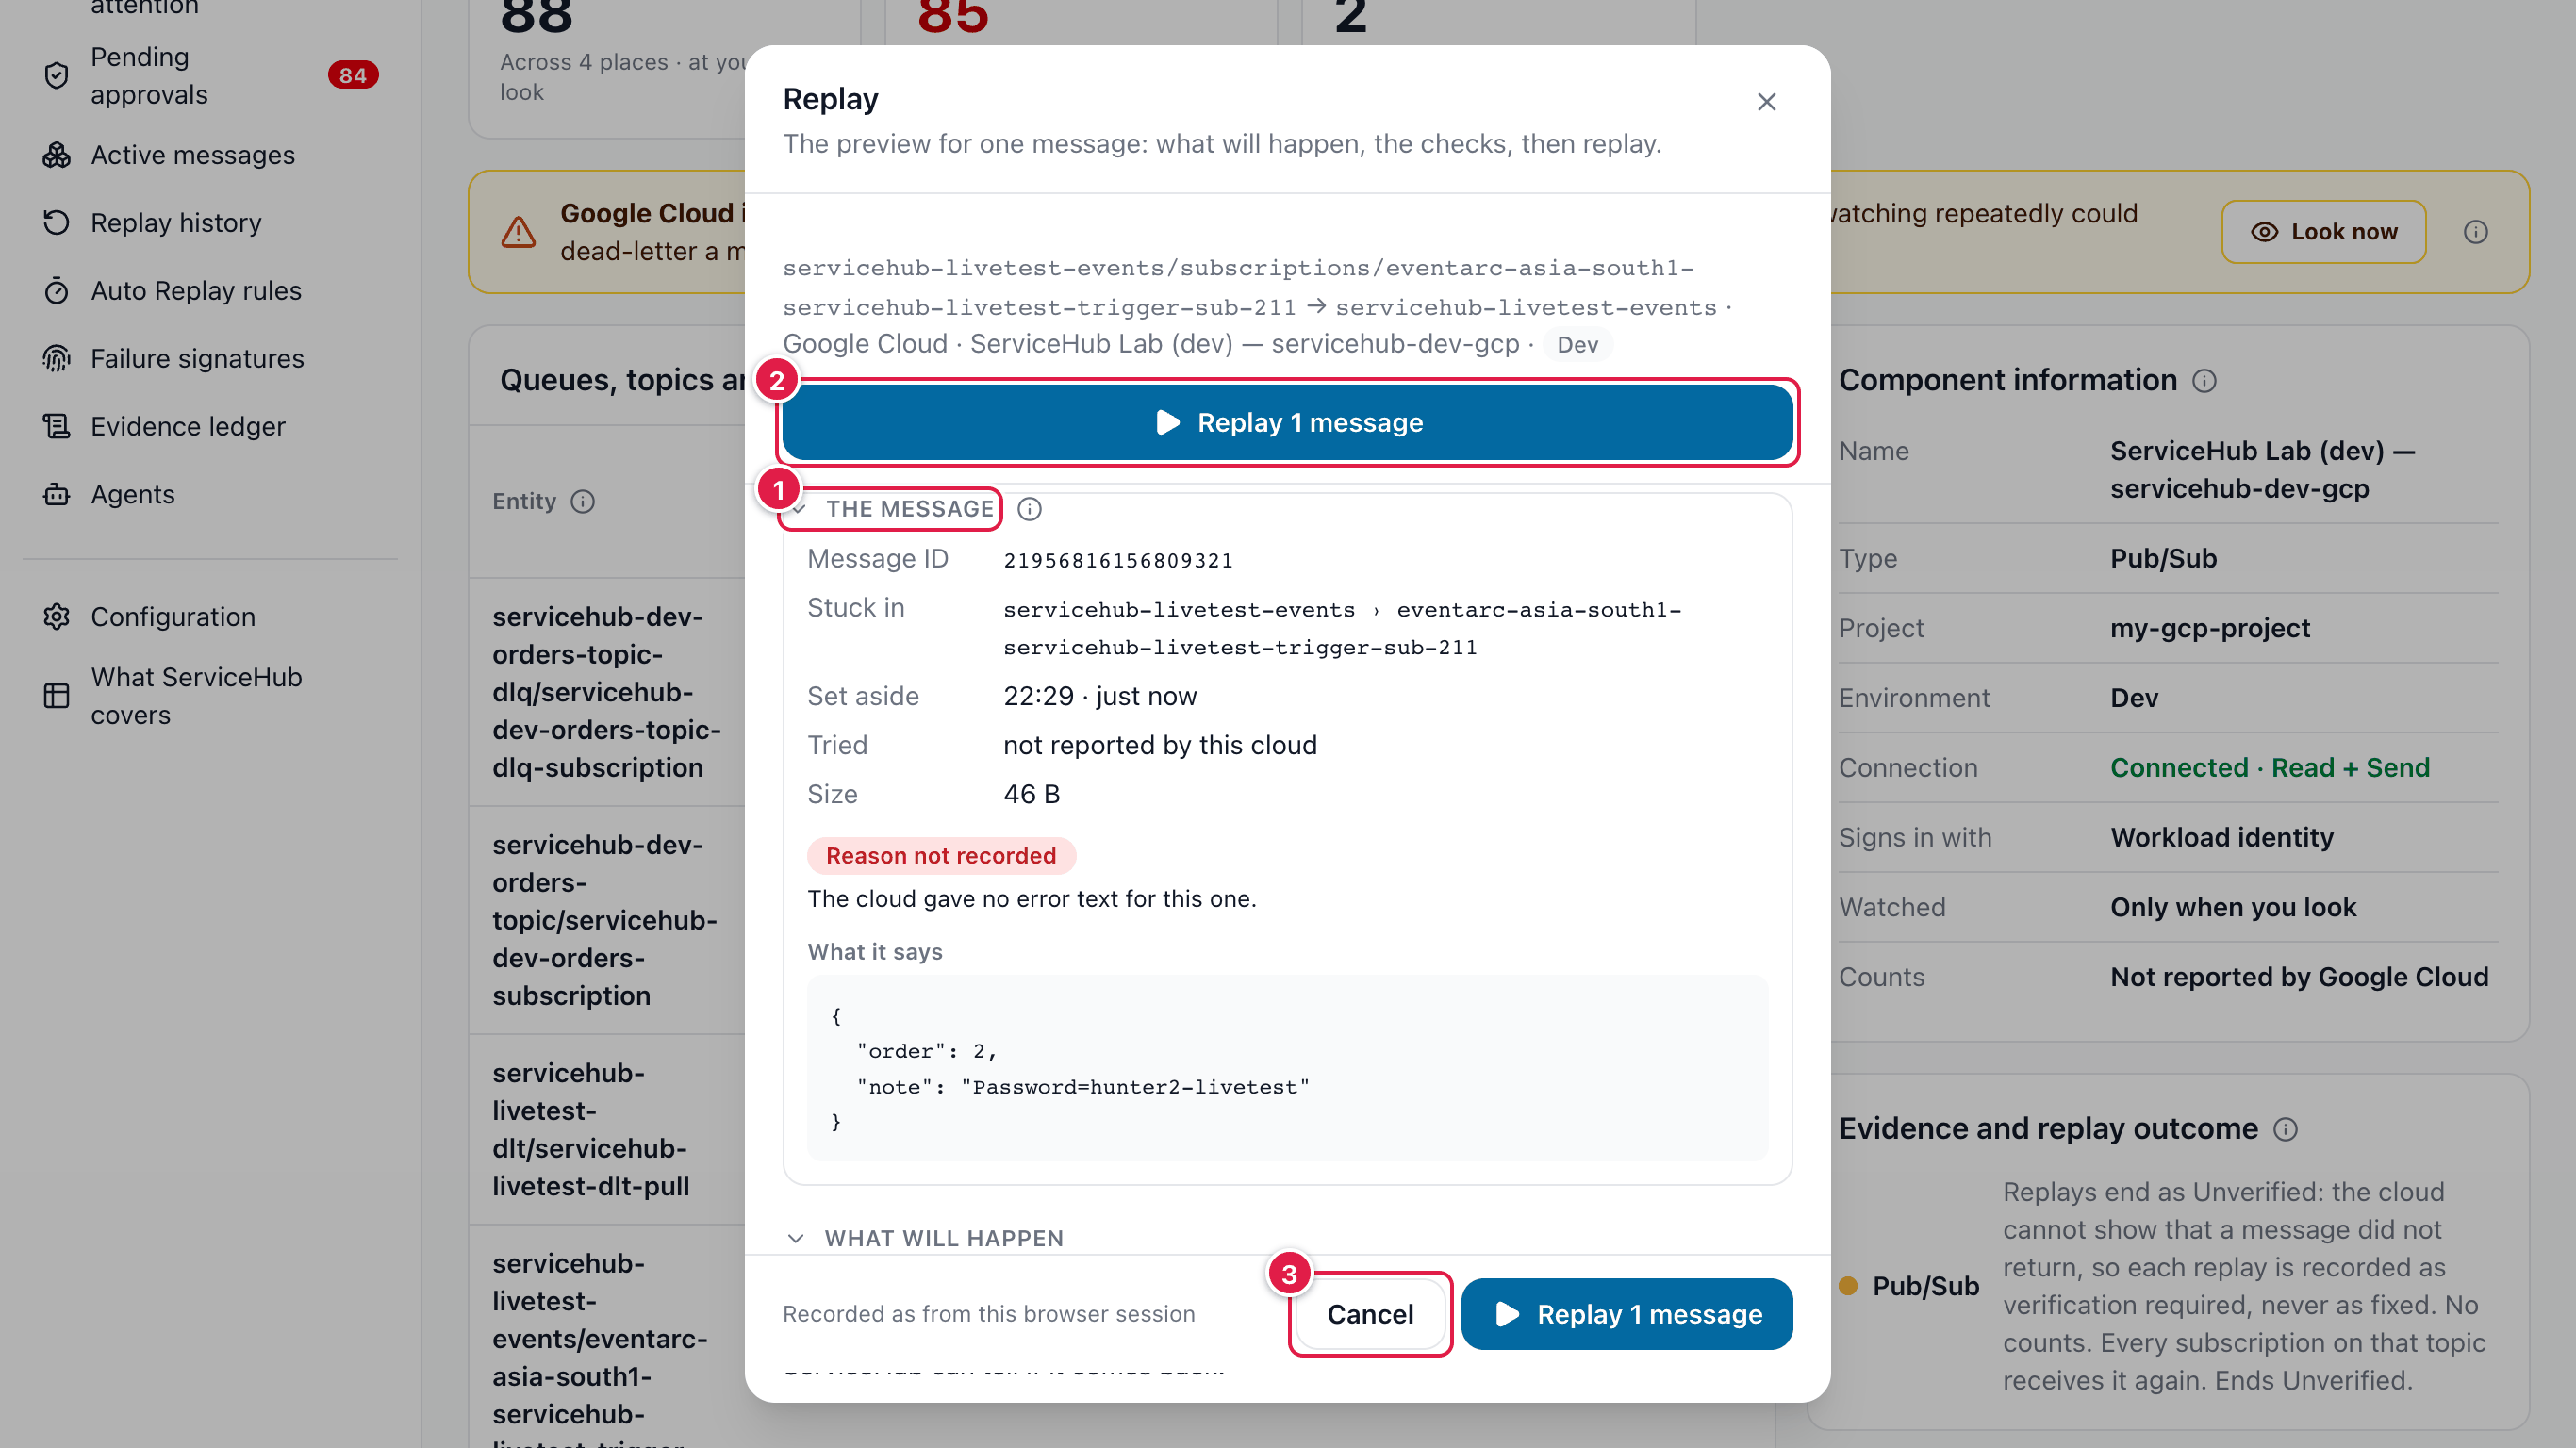 attention
Pending
approvals
84
Active messages
Replay history
Auto Replay rules
Failure signatures
Evidence ledger
Agents
Configuration
What ServiceHub
covers
88
Across 4 places · at you
look
85
2
Google Cloud i
dead-letter a m
watching repeatedly could
Look now
Queues, topics a
Entity
servicehub-dev-
orders-topic-
dlq/servicehub-
dev-orders-topic-
dlq-subscription
servicehub-dev-
orders-
topic/servicehub-
dev-orders-
subscription
servicehub-
livetest-
dlt/servicehub-
livetest-dlt-pull
servicehub-
livetest-
events/eventarc-
asia-south1-
servicehub-
livetest-trigger-
Replay
The preview for one message: what will happen, the checks, then replay.
servicehub-livetest-events/subscriptions/eventarc-asia-south1-
servicehub-livetest-trigger-sub-211 → servicehub-livetest-events ·
Google Cloud · ServiceHub Lab (dev) — servicehub-dev-gcp · Dev
2
Replay 1 message
1
THE MESSAGE
Message ID 21956816156809321
Stuck in servicehub-livetest-events › eventarc-asia-south1-
servicehub-livetest-trigger-sub-211
Set aside 22:29 · just now
Tried not reported by this cloud
Size 46 B
Reason not recorded
The cloud gave no error text for this one.
What it says
{
"order": 2,
"note": "Password=hunter2-livetest"
}
WHAT WILL HAPPEN
3
Recorded as from this browser session
Cancel
Replay 1 message
Component information
Name ServiceHub Lab (dev) —
servicehub-dev-gcp
Type Pub/Sub
Project my-gcp-project
Environment Dev
Connection Connected · Read + Send
Signs in with Workload identity
Watched Only when you look
Counts Not reported by Google Cloud
Evidence and replay outcome
Pub/Sub
Replays end as Unverified: the cloud
cannot show that a message did not
return, so each replay is recorded as
verification required, never as fixed. No
counts. Every subscription on that topic
receives it again. Ends Unverified.